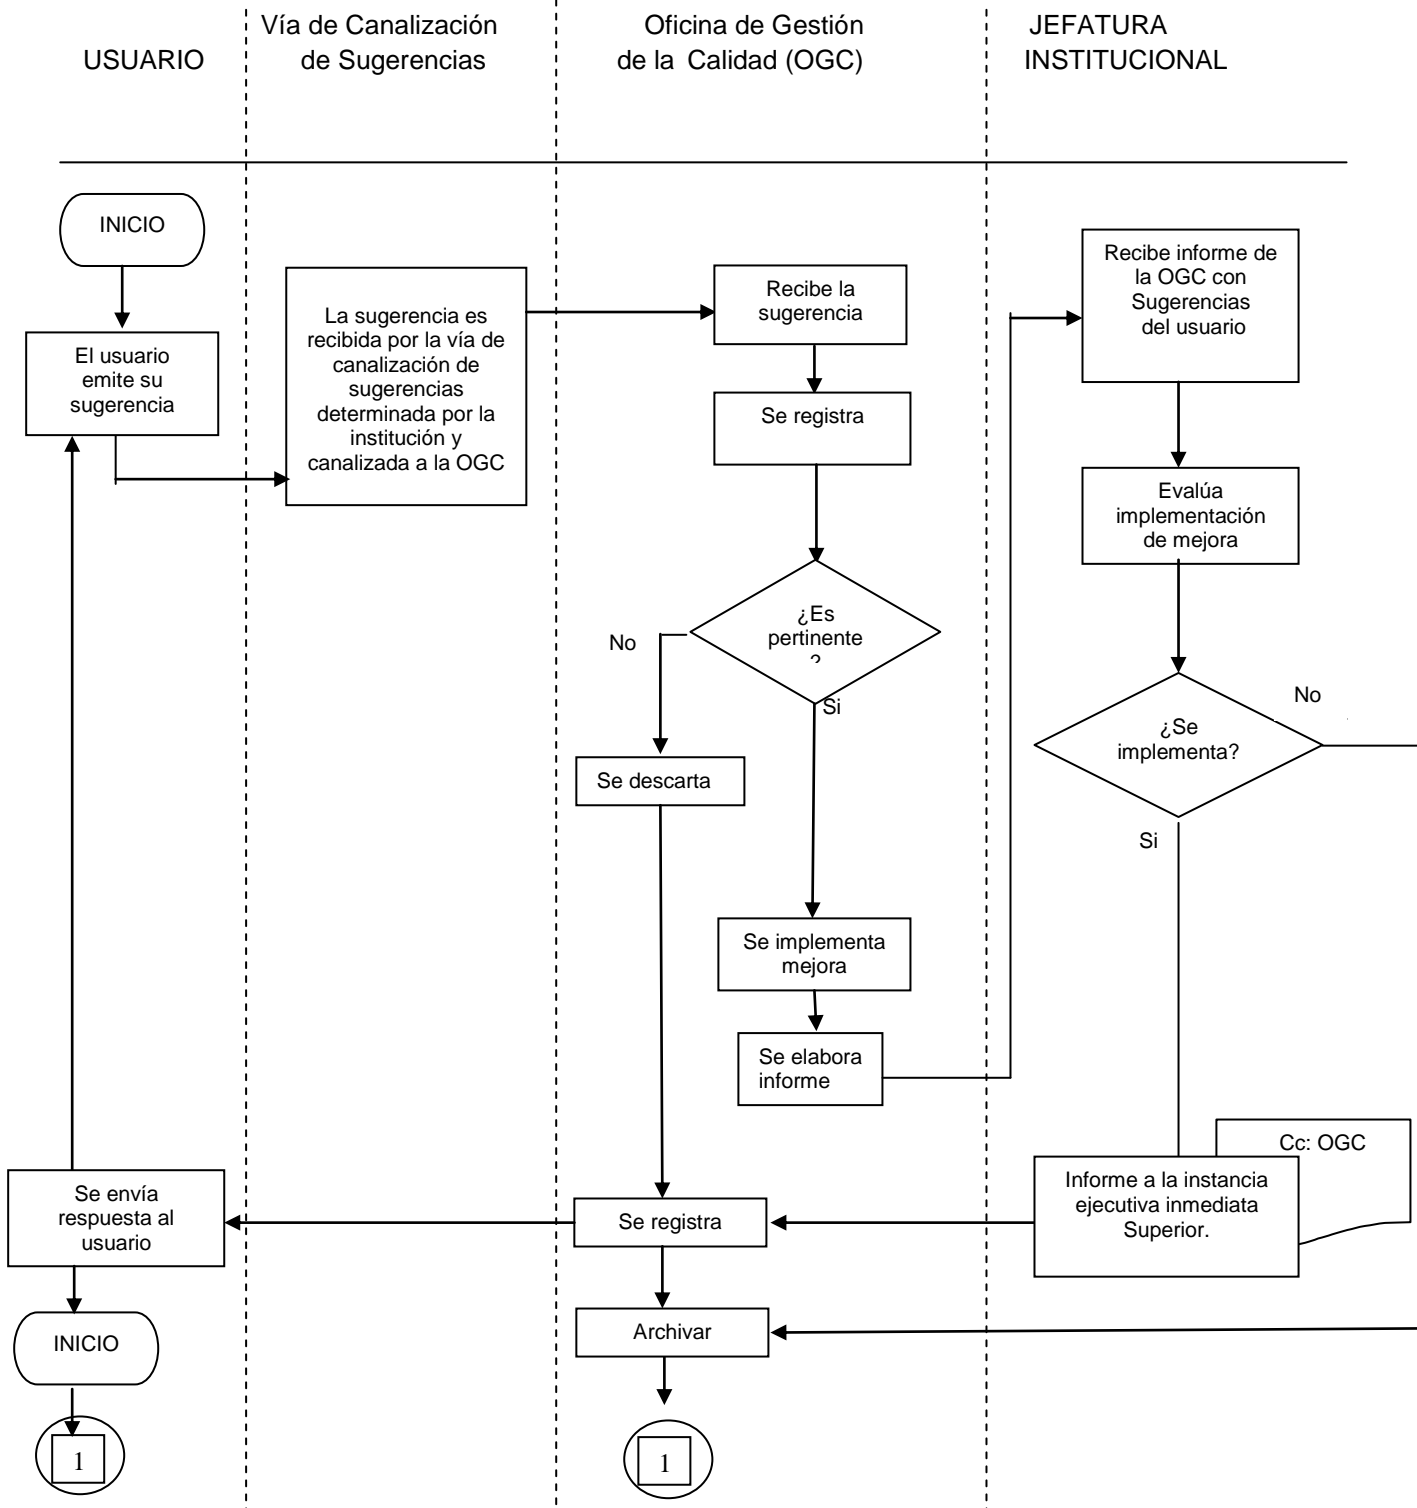 USUARIO
Vía de Canalización
de Sugerencias
Oficina de Gestión
de la Calidad (OGC)
JEFATURA
INSTITUCIONAL
INICIO
El usuario
emite su
sugerencia
La sugerencia es
recibida por la vía de
canalización de
sugerencias
determinada por la
institución y
canalizada a la OGC
Recibe la
sugerencia
Se registra
¿Es
pertinente
?
No
Si
Se descarta
Se implementa
mejora
Se elabora
informe
Recibe informe de
la OGC con
Sugerencias
del usuario
Evalúa
implementación
de mejora
¿Se
implementa?
No
Si
Cc: OGC
Informe a la instancia
ejecutiva inmediata
Superior.
Se registra
Se envía
respuesta al
usuario
Archivar
INICIO
1
1